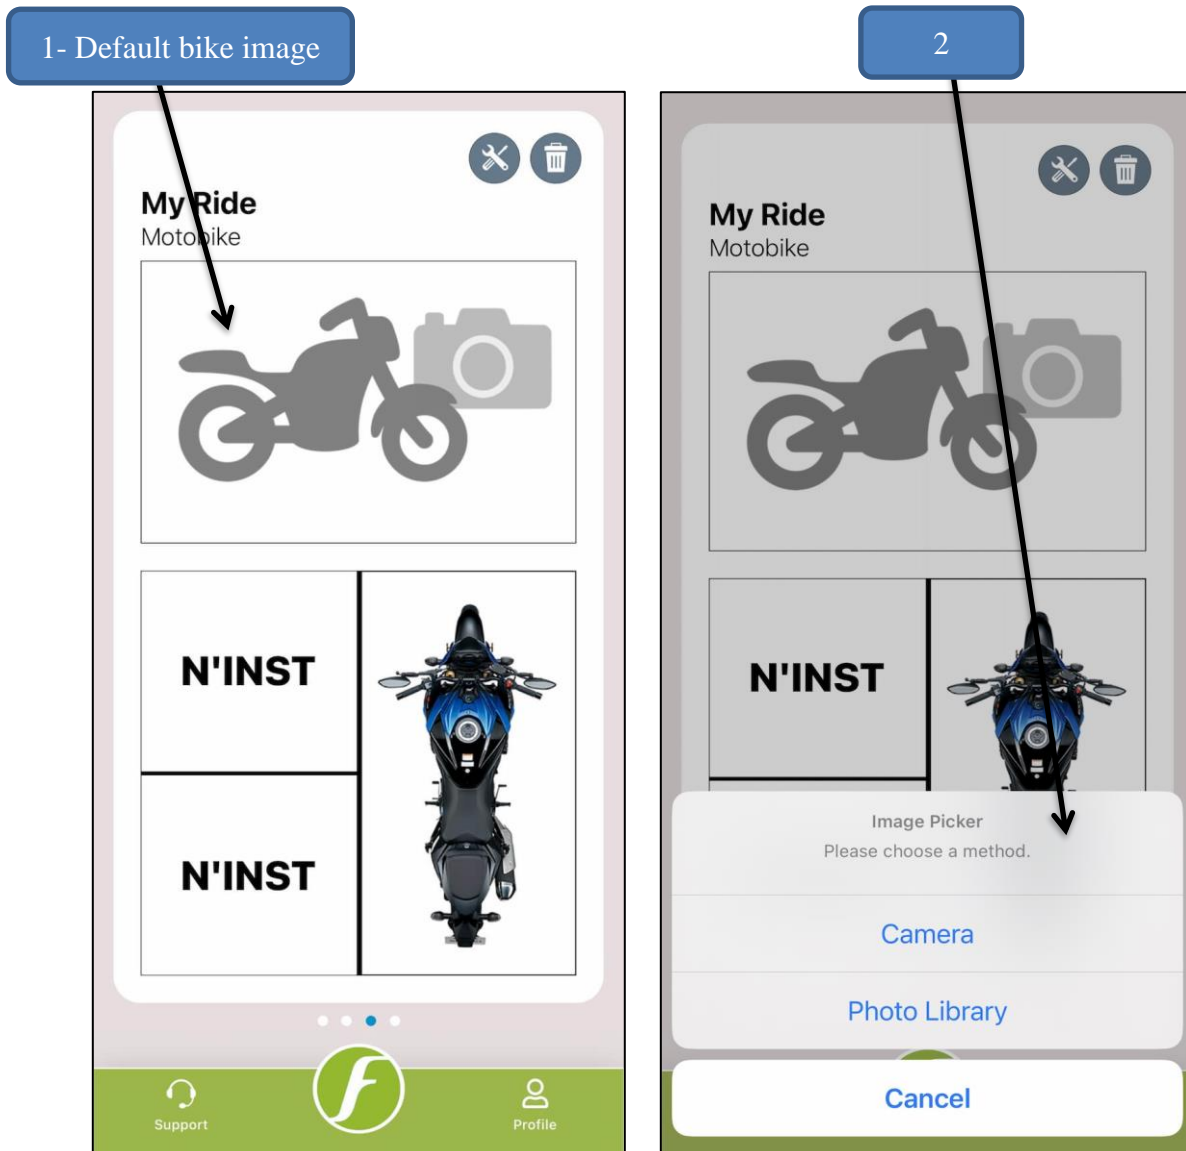 1- Default bike image
2
My Ride
Motobike
N'INST
N'INST
Support
F
Profile
My Ride
Motobike
N'INST
Image Picker
Please choose a method.
Camera
Photo Library
Cancel